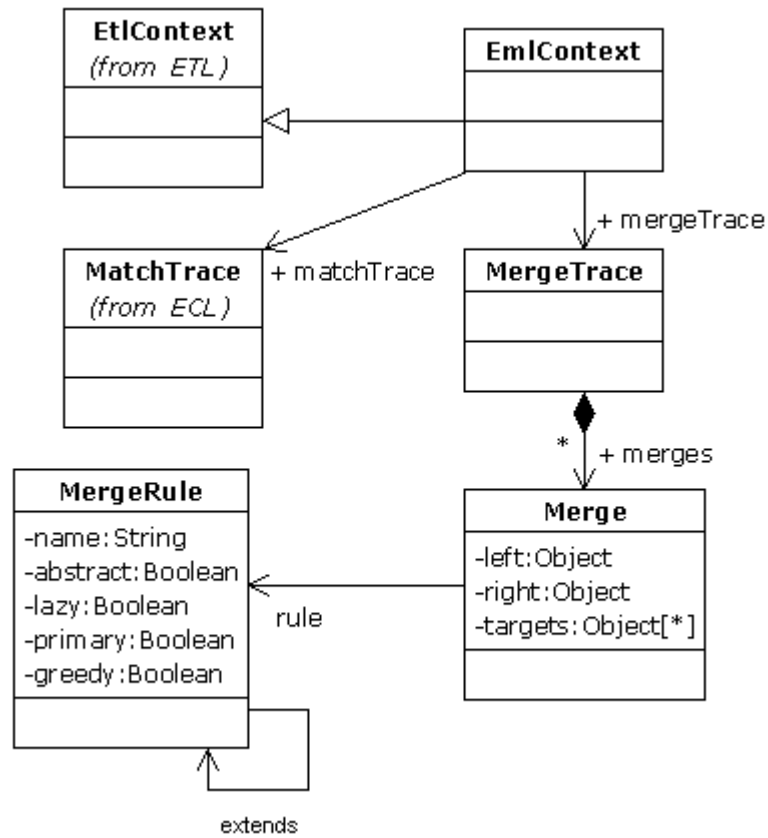 EtlContext
(from ETL)
EmlContext
+ mergeTrace
MatchTrace
(from ECL)
+ matchTrace
MergeTrace
*
+ merges
MergeRule
-name:String
-abstract:Boolean
-lazy:Boolean
-primary:Boolean
-greedy:Boolean
rule
Merge
-left:Object
-right:Object
-targets:Object[*]
extends